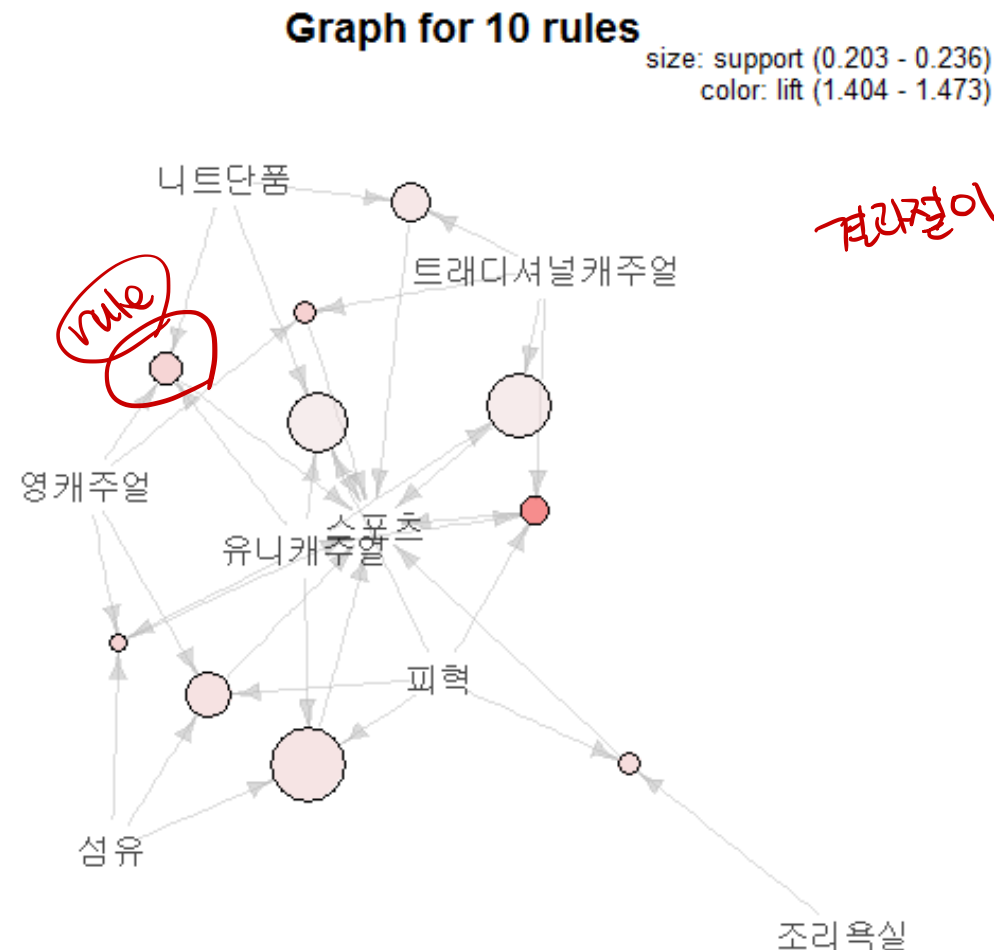 Graph for 10 rules
size: support (0.203 - 0.236)
color: lift (1.404 - 1.473)
니트단품
결과절이
트래디셔널캐주얼
rule
영캐주얼
스포츠
유니캐주얼
피혁
섬유
조리욕실